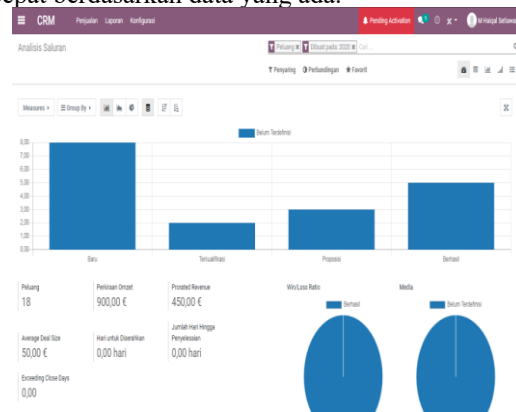 cepat berdasarkan data yang ada.
CRM Penjualan Laporan Konfigurasi Pending Activation M Haiqal Setiawa
Analisis Saluran Peluang × Dibuat pada: 2020 × Cari...
Penyaring Perbandingan Favorit
Measures Group By
Belum Terdefinisi
8,00
7,00
6,00
5,00
4,00
3,00
2,00
1,00
0,00
Baru Terkualifikasi Proposisi Berhasil
Peluang Perkiraan Omzet Prorated Revenue Win/Loss Ratio Media
18 900,00 € 450,00 € Berhasil Belum Terdefinisi
Average Deal Size Hari untuk Diserahkan Jumlah Hari Hingga Penyelesaian
50,00 € 0,00 hari 0,00 hari
Exceeding Close Days
0,00